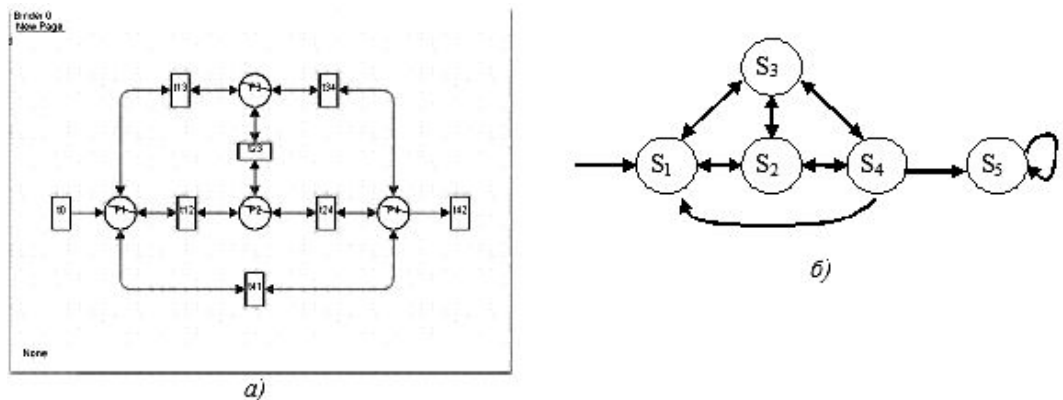 Binder 0
New Page
t13
P3
t34
t23
t0
P1
t12
P2
t24
P4
t42
t41
None
а)
S3
S1
S2
S4
S5
б)